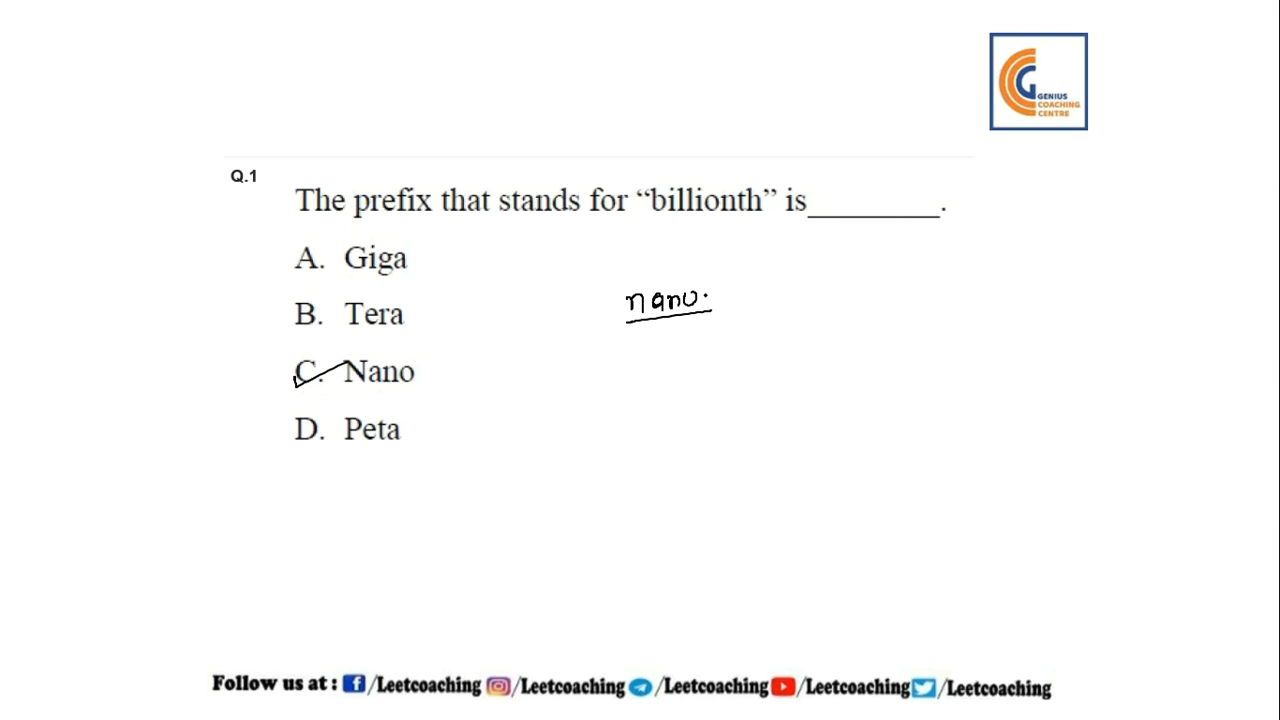 GENIUS
COACHING
CENTRE
Q.1
The prefix that stands for “billionth” is_________.
A. Giga
B. Tera
nano.
C. Nano
D. Peta
Follow us at : /Leetcoaching /Leetcoaching /Leetcoaching /Leetcoaching /Leetcoaching